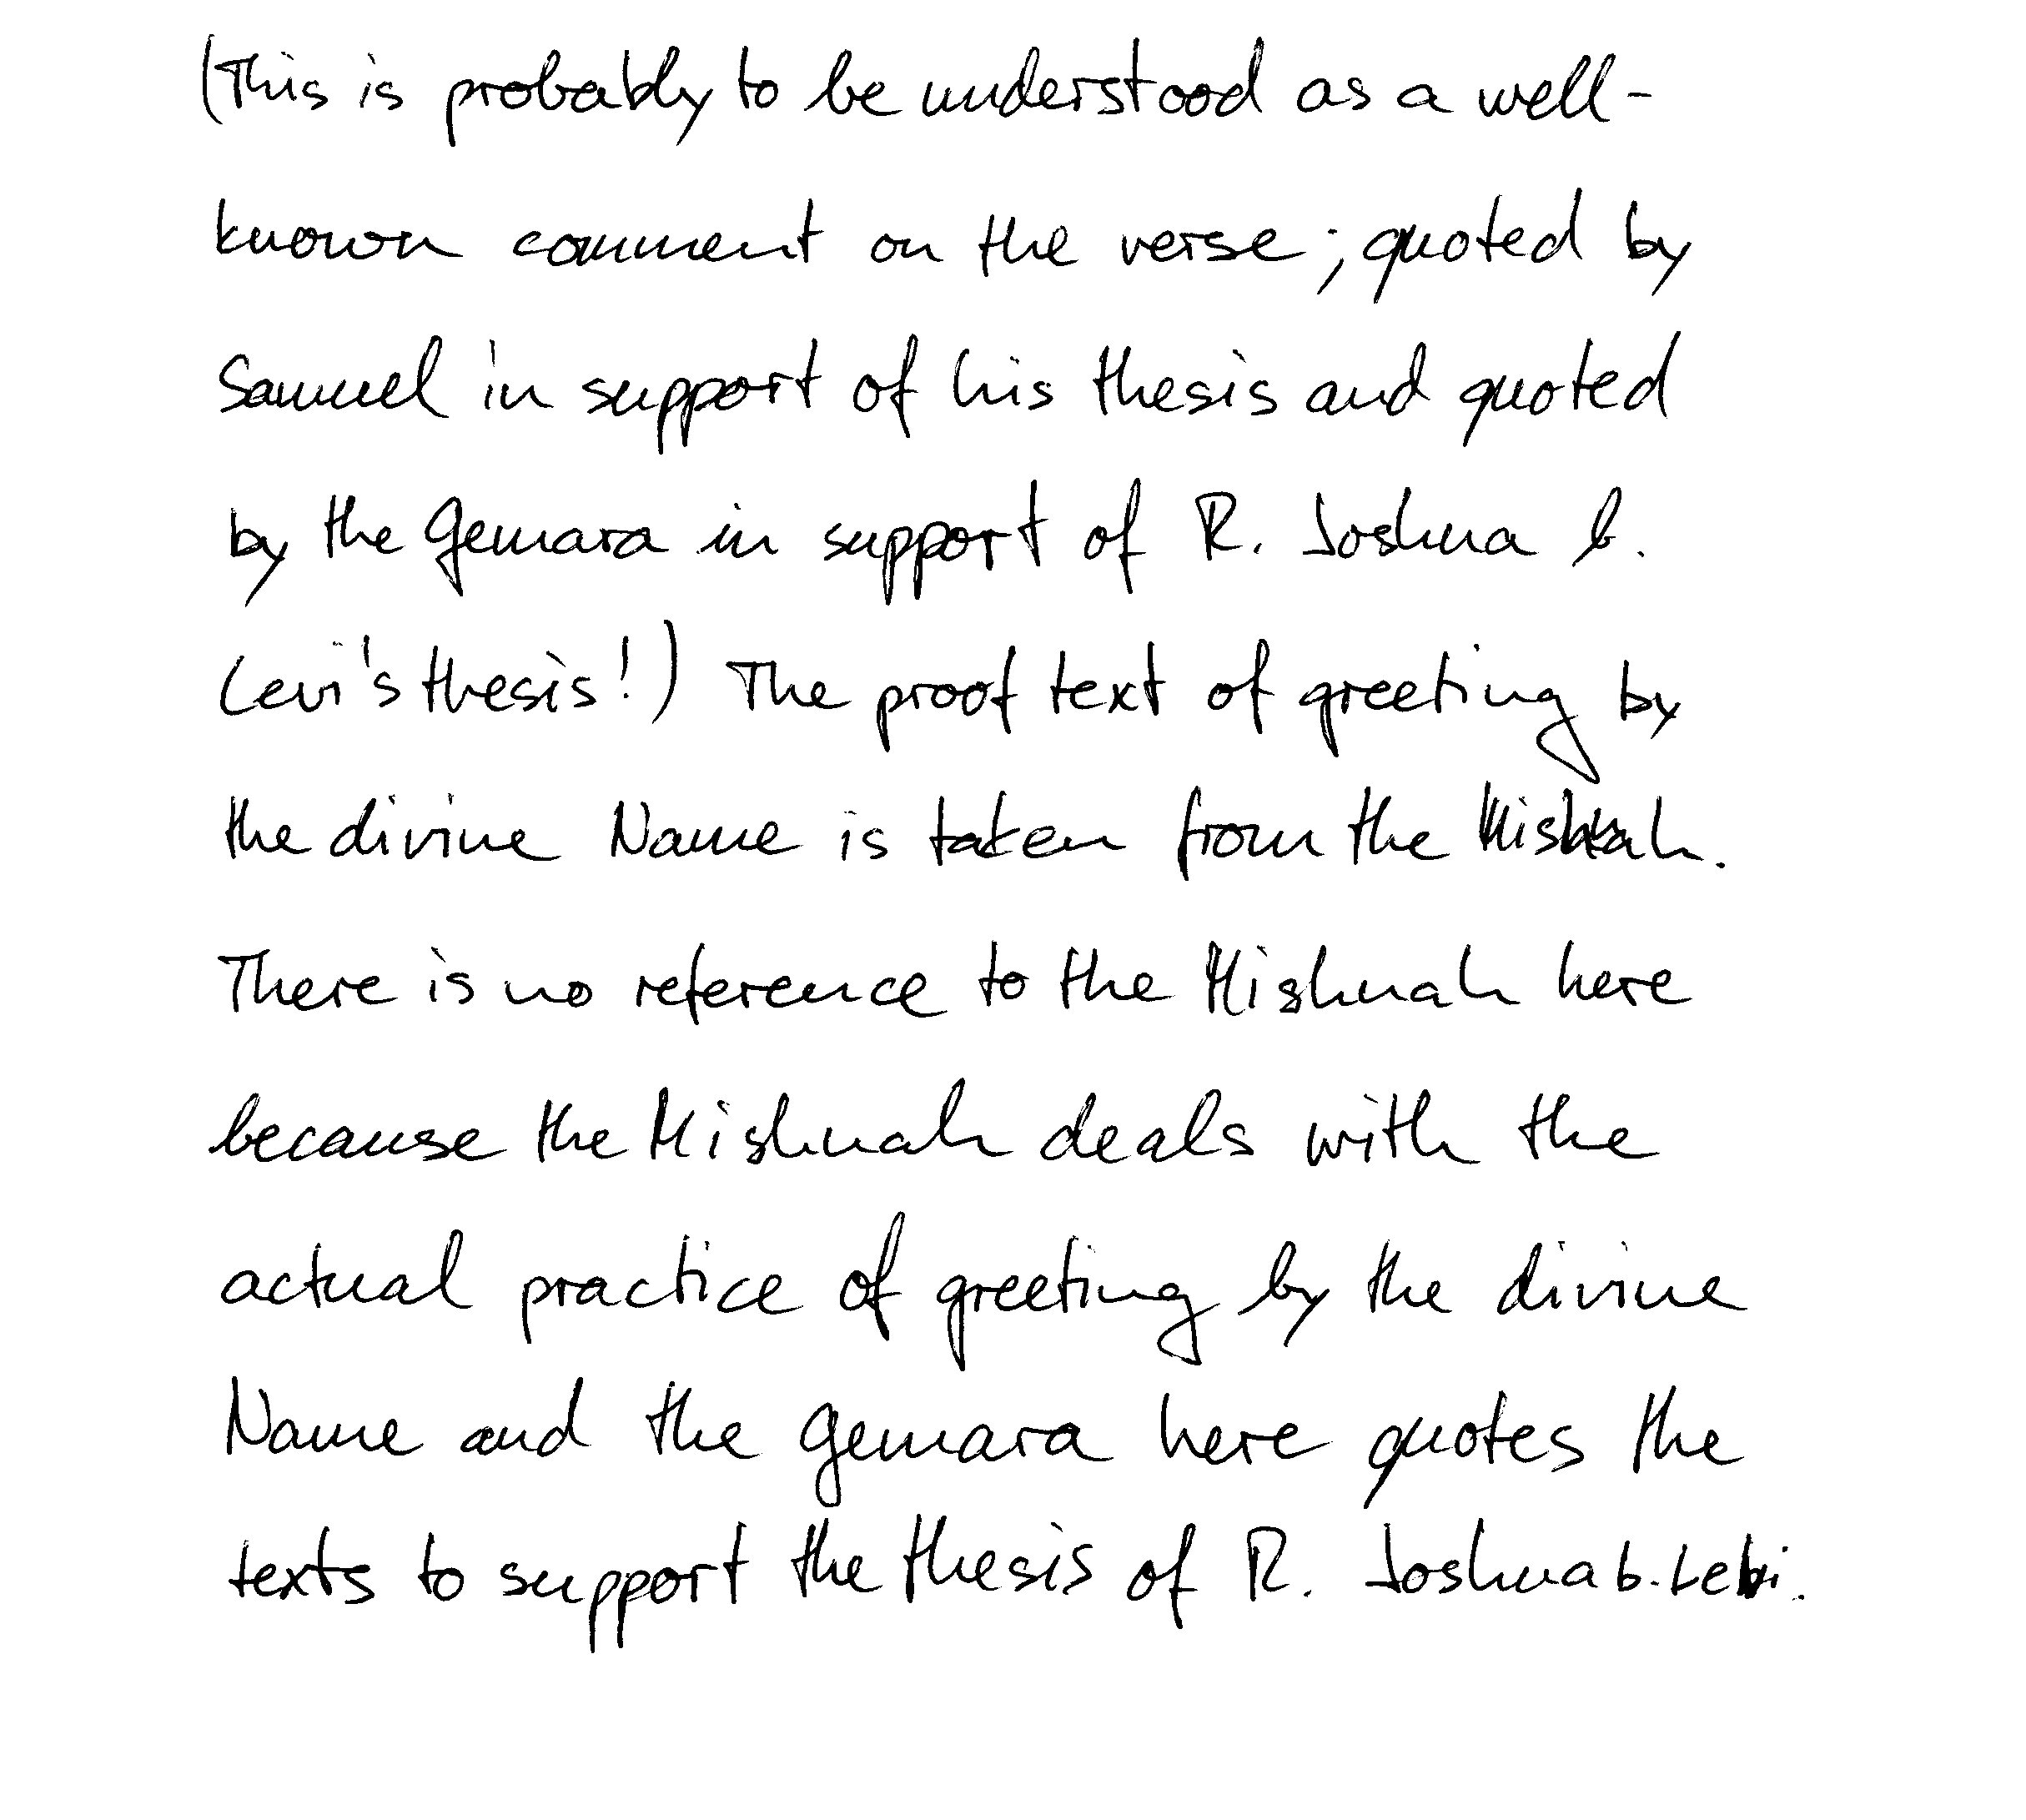 (This is probably to be understood as a well-
known comment on the verse; quoted by
Samuel in support of his thesis and quoted
by the Gemara in support of R. Joshua b.
Levi's thesis!) The proof text of greeting by
the divine Name is taken from the Mishnah.
There is no reference to the Mishnah here
because the Mishnah deals with the
actual practice of greeting by the divine
Name and the Gemara here quotes the
texts to support the thesis of R. Joshua b. Levi.